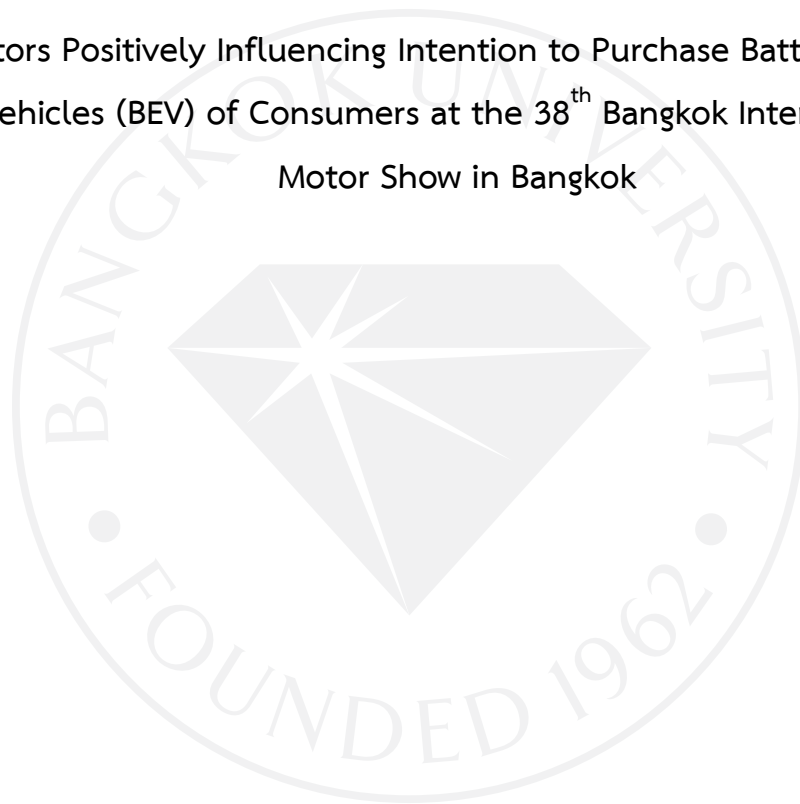 tors Positively Influencing Intention to Purchase Batt
ehicles (BEV) of Consumers at the 38th Bangkok Inter
Motor Show in Bangkok
BANGKOK UNIVERSITY
FOUNDED 1962